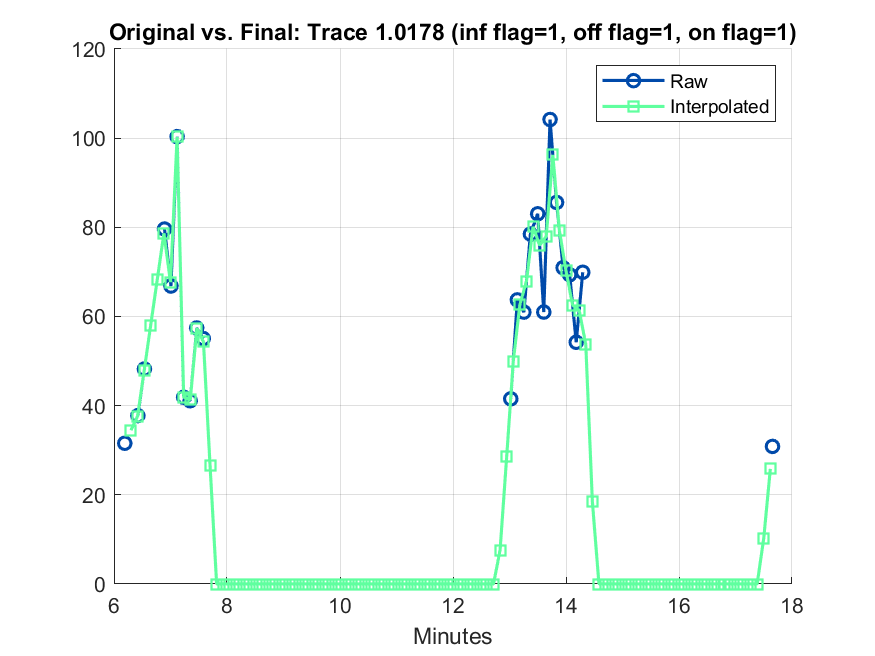 Original vs. Final: Trace 1.0178 (inf flag=1, off flag=1, on flag=1)
120
100
80
60
40
20
0
Raw
Interpolated
6 8 10 12 14 16 18
Minutes